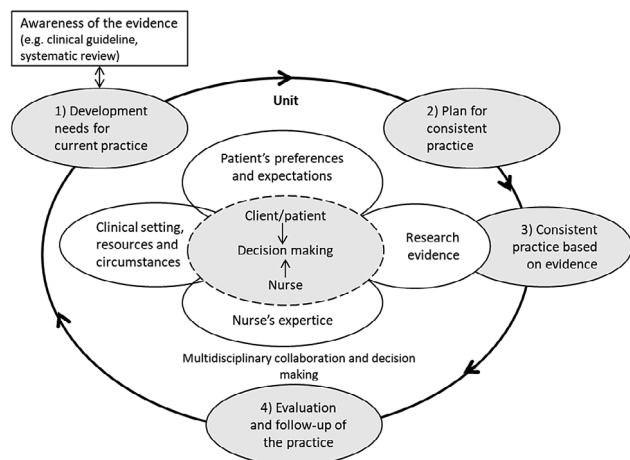 Awareness of the evidence
(e.g. clinical guideline,
systematic review)
Unit
1) Development
needs for
current practice
2) Plan for
consistent
practice
Patient's preferences
and expectations
Clinical setting,
resources and
circumstances
Client/patient
Decision making
Nurse
Research
evidence
3) Consistent
practice based
on evidence
Nurse's expertice
Multidisciplinary collaboration and decision
making
4) Evaluation
and follow-up of
the practice